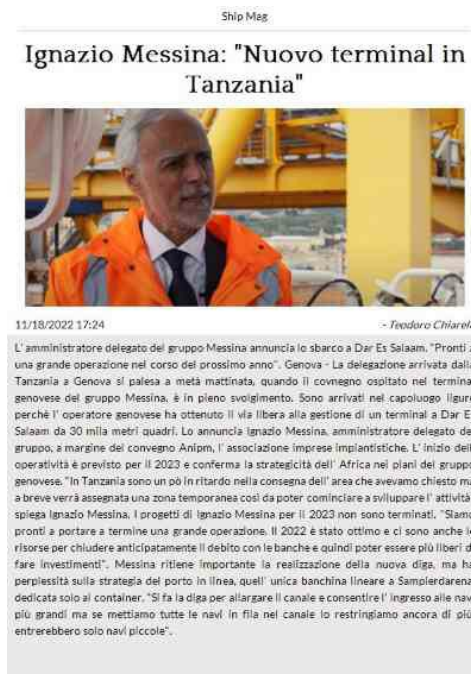 Ship Mag
Ignazio Messina: "Nuovo terminal in
Tanzania"
11/18/2022 17:24
- Teodoro Chiarel
L' amministratore delegato del gruppo Messina annuncia lo sbarco a Dar Es Salaam. "Pronti
una grande operazione nel corso del prossimo anno". Genova - La delegazione arrivata dall
Tanzania a Genova si palesa a metà mattinata, quando il covnegno ospitato nel termina
genovese del gruppo Messina, è in pieno svolgimento. Sono arrivati nel capoluogo ligur
perchè l' operatore genovese ha ottenuto il via libera alla gestione di un terminal a Dar E
Salaam da 30 mila metri quadri. Lo annuncia Ignazio Messina, amministratore delegato de
gruppo, a margine del convegno Anipm, l' associazione imprese impiantistiche. L' inizio dell
operatività è previsto per il 2023 e conferma la strategicità dell' Africa nei piani del gruppo
genovese. "In Tanzania sono un pò in ritardo nella consegna dell' area che avevamo chiesto ma
a breve verrà assegnata una zona temporanea così da poter cominciare a sviluppare l' attività,
spiega Ignazio Messina. I progetti di Ignazio Messina per il 2023 non sono terminati. "Siamo
pronti a portare a termine una grande operazione. Il 2022 è stato ottimo e ci sono anche le
risorse per chiudere anticipatamente il debito con le banche e quindi poter essere più liberi d
fare investimenti". Messina ritiene importante la realizzazione della nuova diga, ma ha
perplessità sulla strategia del porto in linea, quell' unica banchina lineare a Sampierdarena
dedicata solo ai container. "Si fa la diga per allargare il canale e consentire l' ingresso alle nav
più grandi ma se mettiamo tutte le navi in fila nel canale lo restringiamo ancora di più
entrerebbero solo navi piccole".